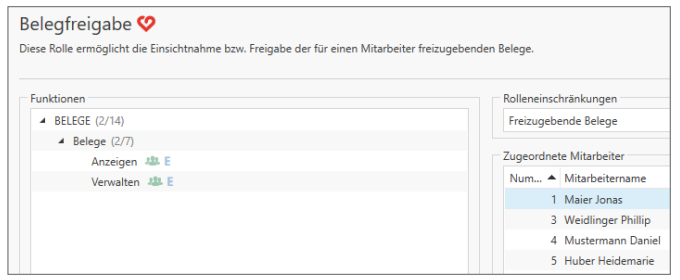 Belegfreigabe
Diese Rolle ermöglicht die Einsichtnahme bzw. Freigabe der für einen Mitarbeiter freizugebenden Belege.
Funktionen
BELEGE (2/14)
Belege (2/7)
Anzeigen E
Verwalten E
Rolleneinschränkungen
Freizugebende Belege
Zugeordnete Mitarbeiter
Num... Mitarbeitername
1 Maier Jonas
3 Weidlinger Phillip
4 Mustermann Daniel
5 Huber Heidemarie